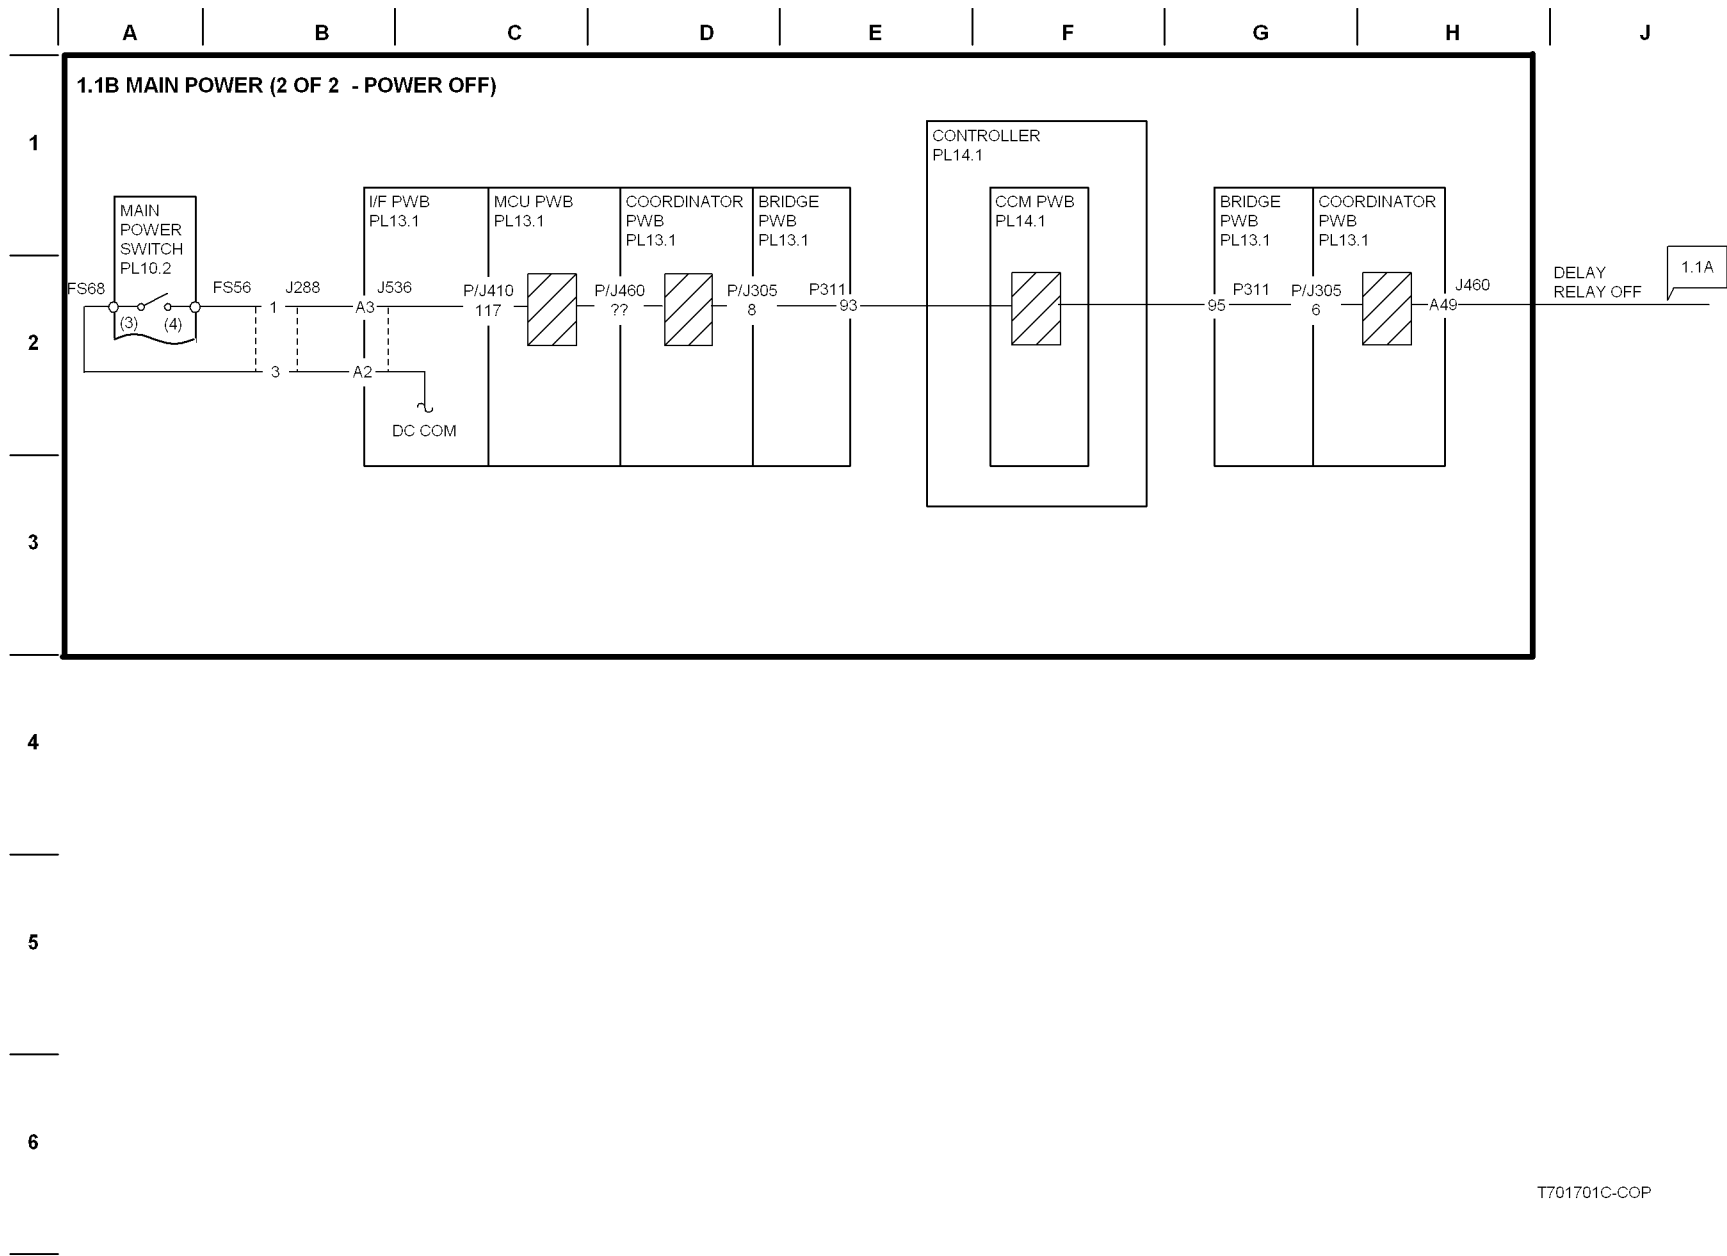 A B C D E F G H J
1.1B MAIN POWER (2 OF 2 - POWER OFF)
1
CONTROLLER
PL14.1
MAIN
POWER
SWITCH
PL10.2
I/F PWB
PL13.1
MCU PWB
PL13.1
COORDINATOR
PWB
PL13.1
BRIDGE
PWB
PL13.1
CCM PWB
PL14.1
BRIDGE
PWB
PL13.1
COORDINATOR
PWB
PL13.1
1.1A
FS68
(3)
(4)
FS56
1
J288
A3
J536
P/J410
117
P/J460
??
P/J305
8
P311
93
95
P311
P/J305
6
A49
J460
DELAY
RELAY OFF
2
3
A2
DC COM
3
4
5
6
T701701C-COP